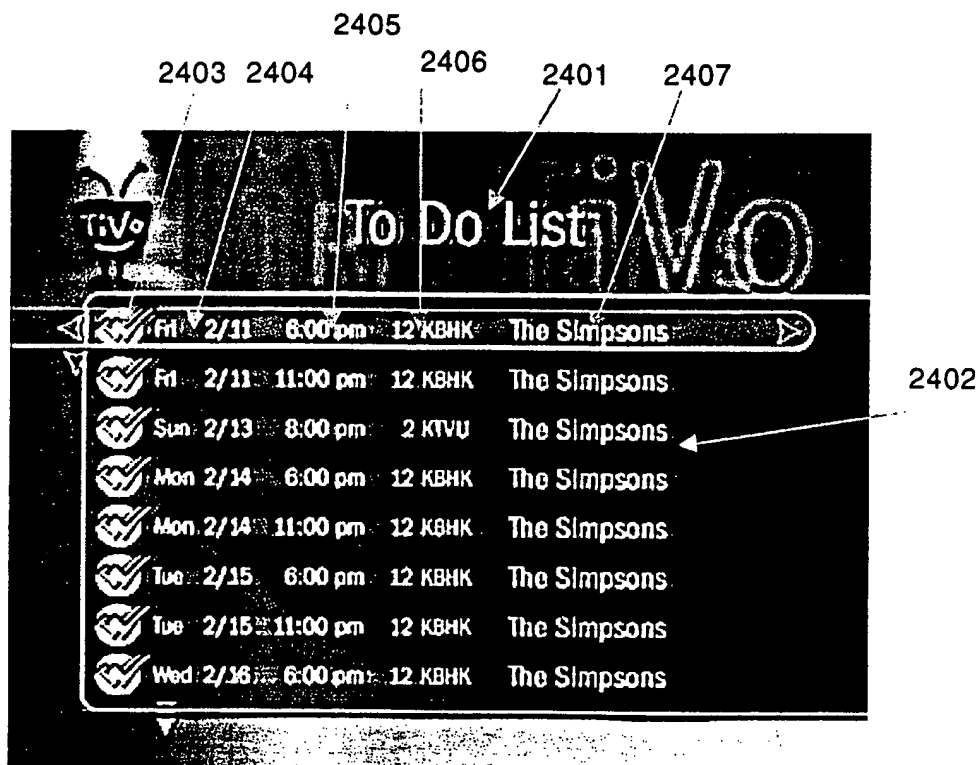 2405
2403 2404 2406 2401 2407
TiVo
To Do List
TiVo
Fri 2/11 6:00 pm 12 KBHK The Simpsons
Fri 2/11 11:00 pm 12 KBHK The Simpsons
2402
Sun 2/13 8:00 pm 2 KTVU The Simpsons
Mon 2/14 6:00 pm 12 KBHK The Simpsons
Mon 2/14 11:00 pm 12 KBHK The Simpsons
Tue 2/15 6:00 pm 12 KBHK The Simpsons
Tue 2/15 11:00 pm 12 KBHK The Simpsons
Wed 2/16 6:00 pm 12 KBHK The Simpsons